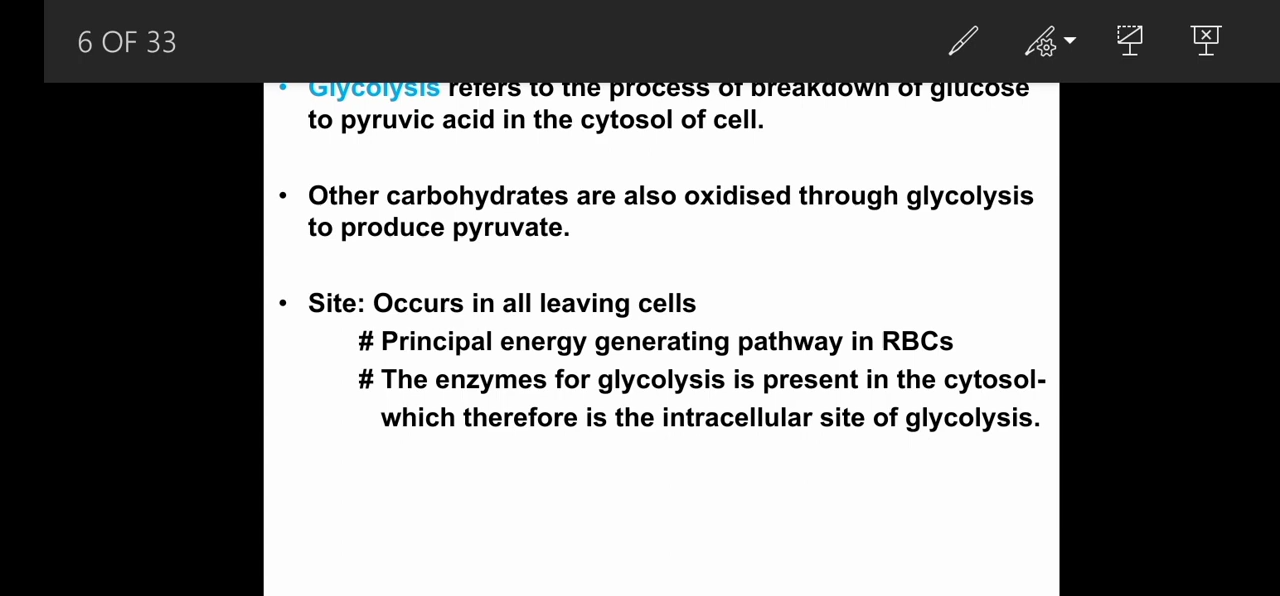 6 OF 33
• Glycolysis refers to the process of breakdown of glucose
to pyruvic acid in the cytosol of cell.
• Other carbohydrates are also oxidised through glycolysis
to produce pyruvate.
• Site: Occurs in all leaving cells
# Principal energy generating pathway in RBCs
# The enzymes for glycolysis is present in the cytosol-
which therefore is the intracellular site of glycolysis.